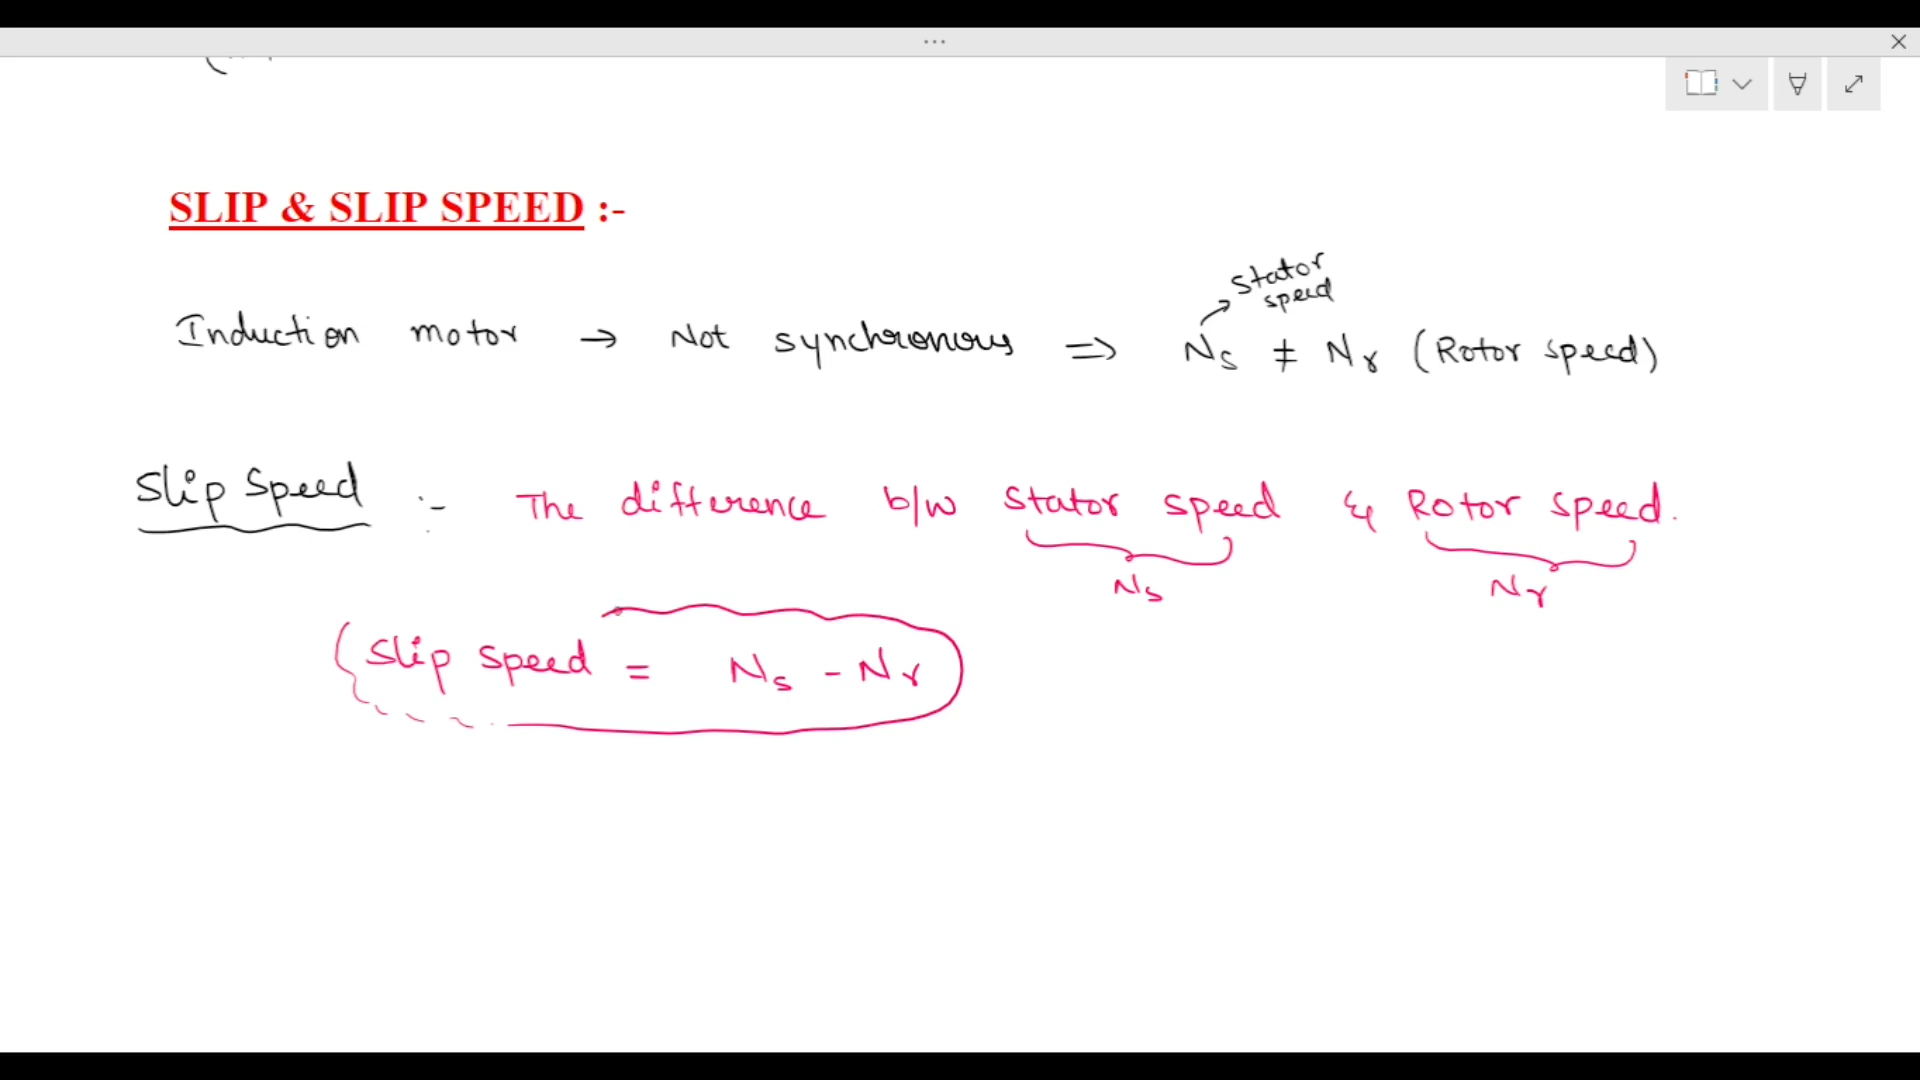 SLIP & SLIP SPEED :-
stator
speed
Induction motor → Not synchronous ⇒ Ns ≠ Nr (Rotor speed)
Slip Speed :- The difference b/w stator speed & Rotor speed.
Ns Nr
Slip speed = Ns - Nr